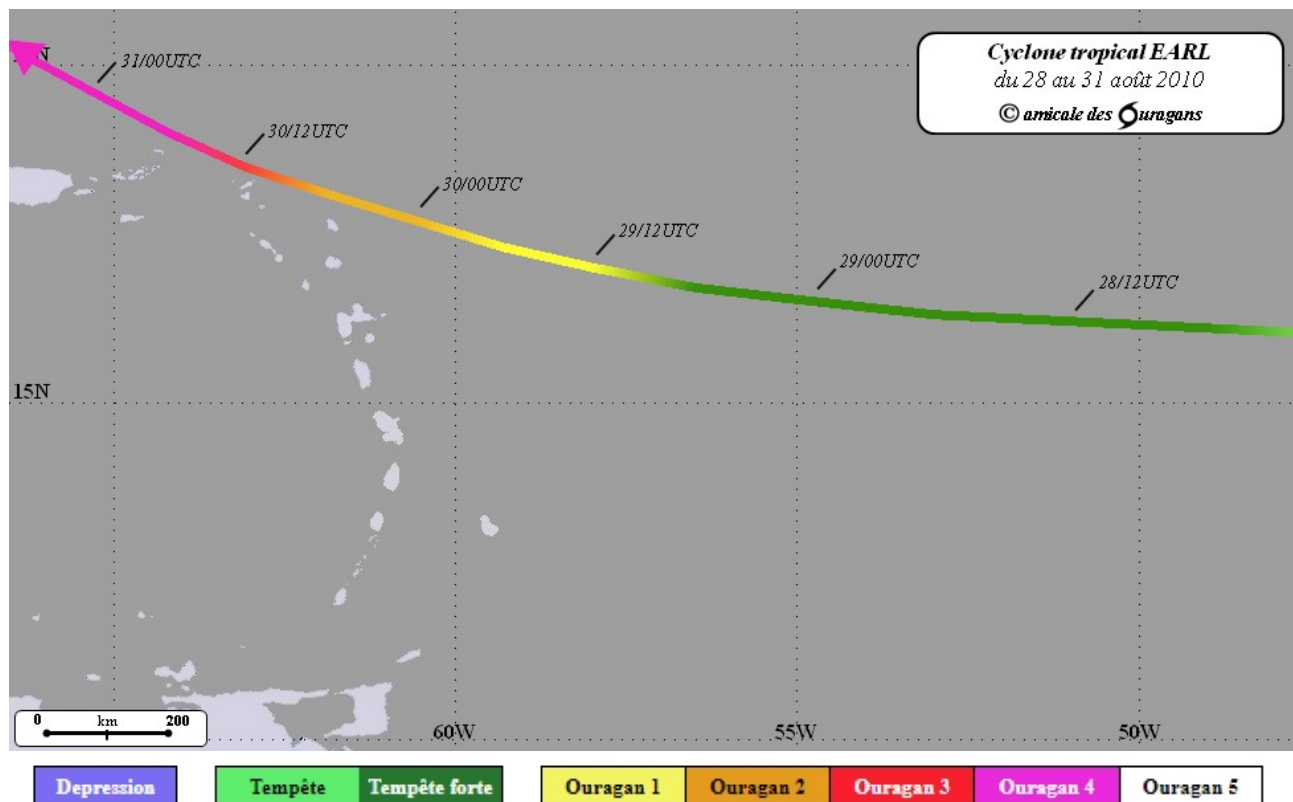 Cyclone tropical EARL
du 28 au 31 août 2010
© amicale des Ouragans
31/00UTC
30/12UTC
30/00UTC
29/12UTC
29/00UTC
28/12UTC
15N
60W
55W
50W
0 km 200
Depression Tempête Tempête forte Ouragan 1 Ouragan 2 Ouragan 3 Ouragan 4 Ouragan 5